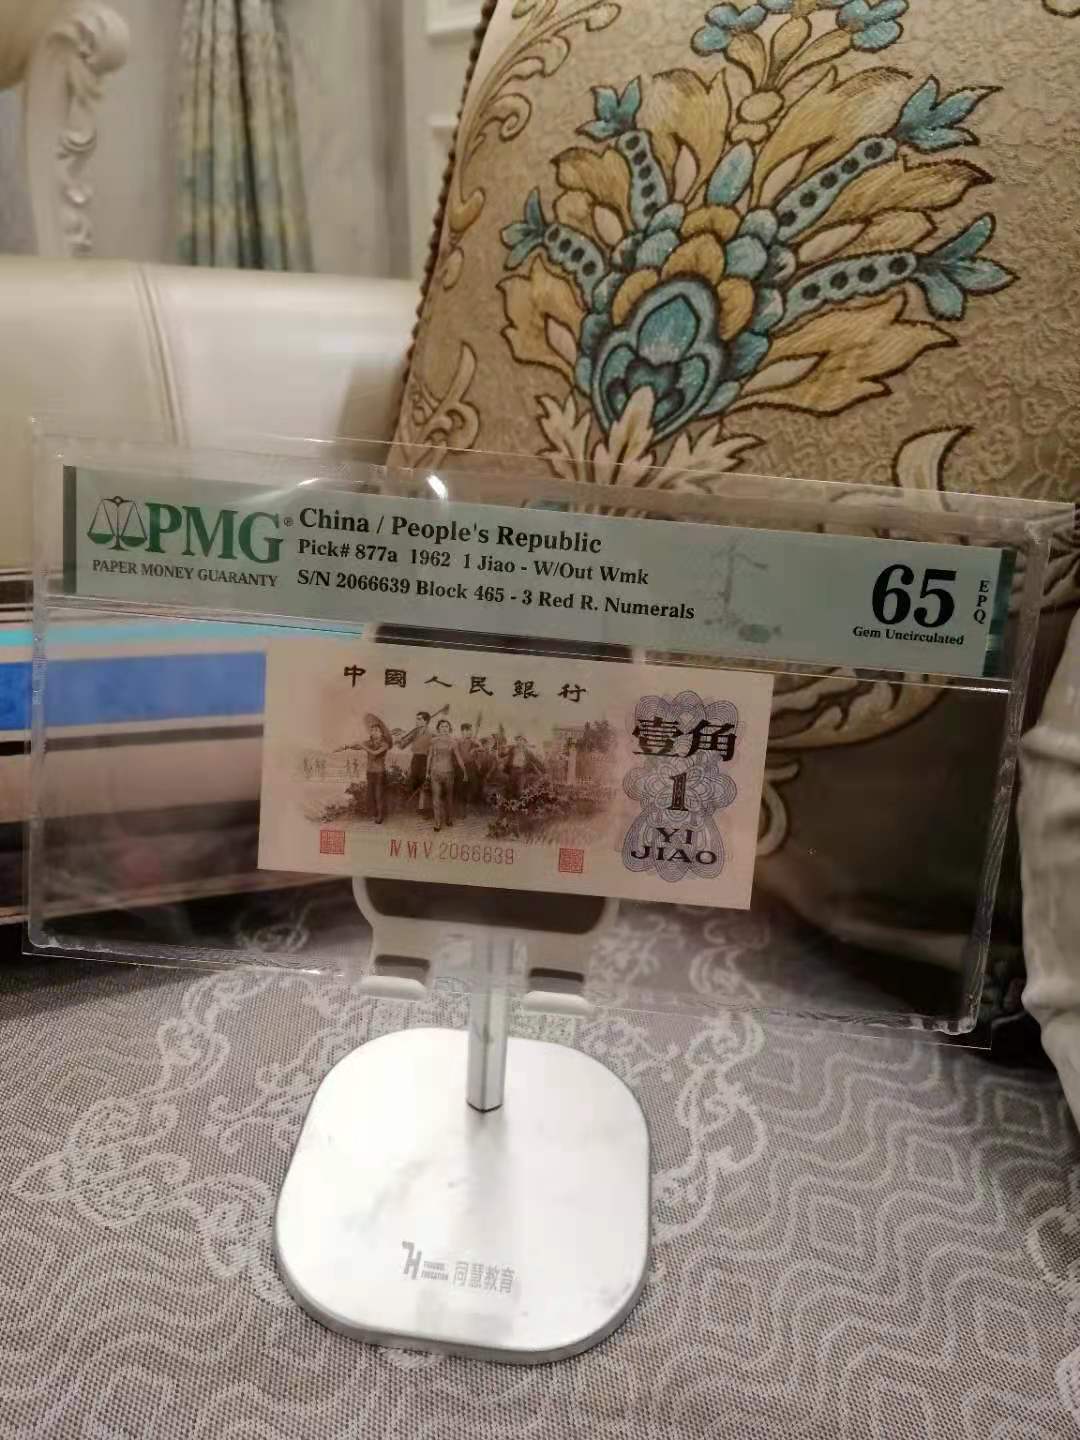 PMG®
PAPER MONEY GUARANTY
China / People's Republic
Pick# 877a 1962 1 Jiao - W/Out Wmk
S/N 2066639 Block 465 - 3 Red R. Numerals
65
EPQ
Gem Uncirculated
中國人民銀行
壹角
1
YI
JIAO
Ⅳ Ⅵ Ⅴ 2066639
教育